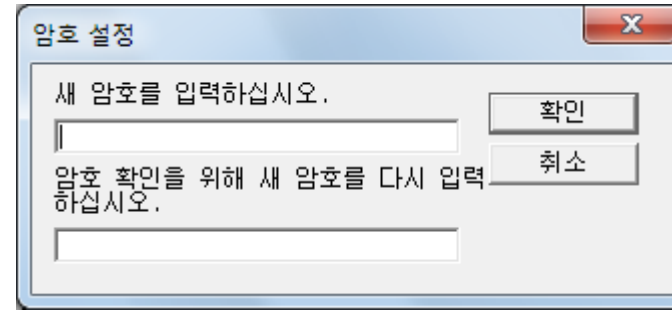 암호 설정
새 암호를 입력하십시오.
확인
취소
암호 확인을 위해 새 암호를 다시 입력
하십시오.